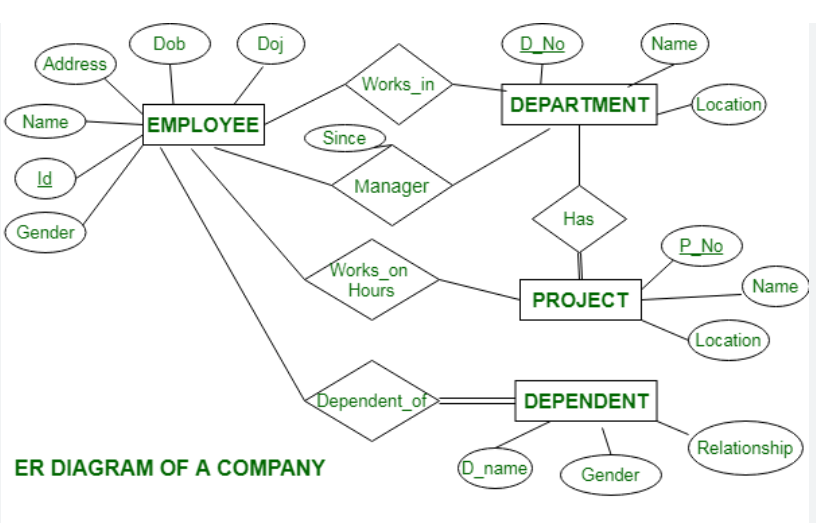 Dob
Doj
D_No
Name
Address
Works_in
DEPARTMENT
Location
Name
EMPLOYEE
Since
Id
Manager
Gender
Has
P_No
Works_on
Hours
Name
PROJECT
Location
Dependent_of
DEPENDENT
Relationship
ER DIAGRAM OF A COMPANY
D_name
Gender